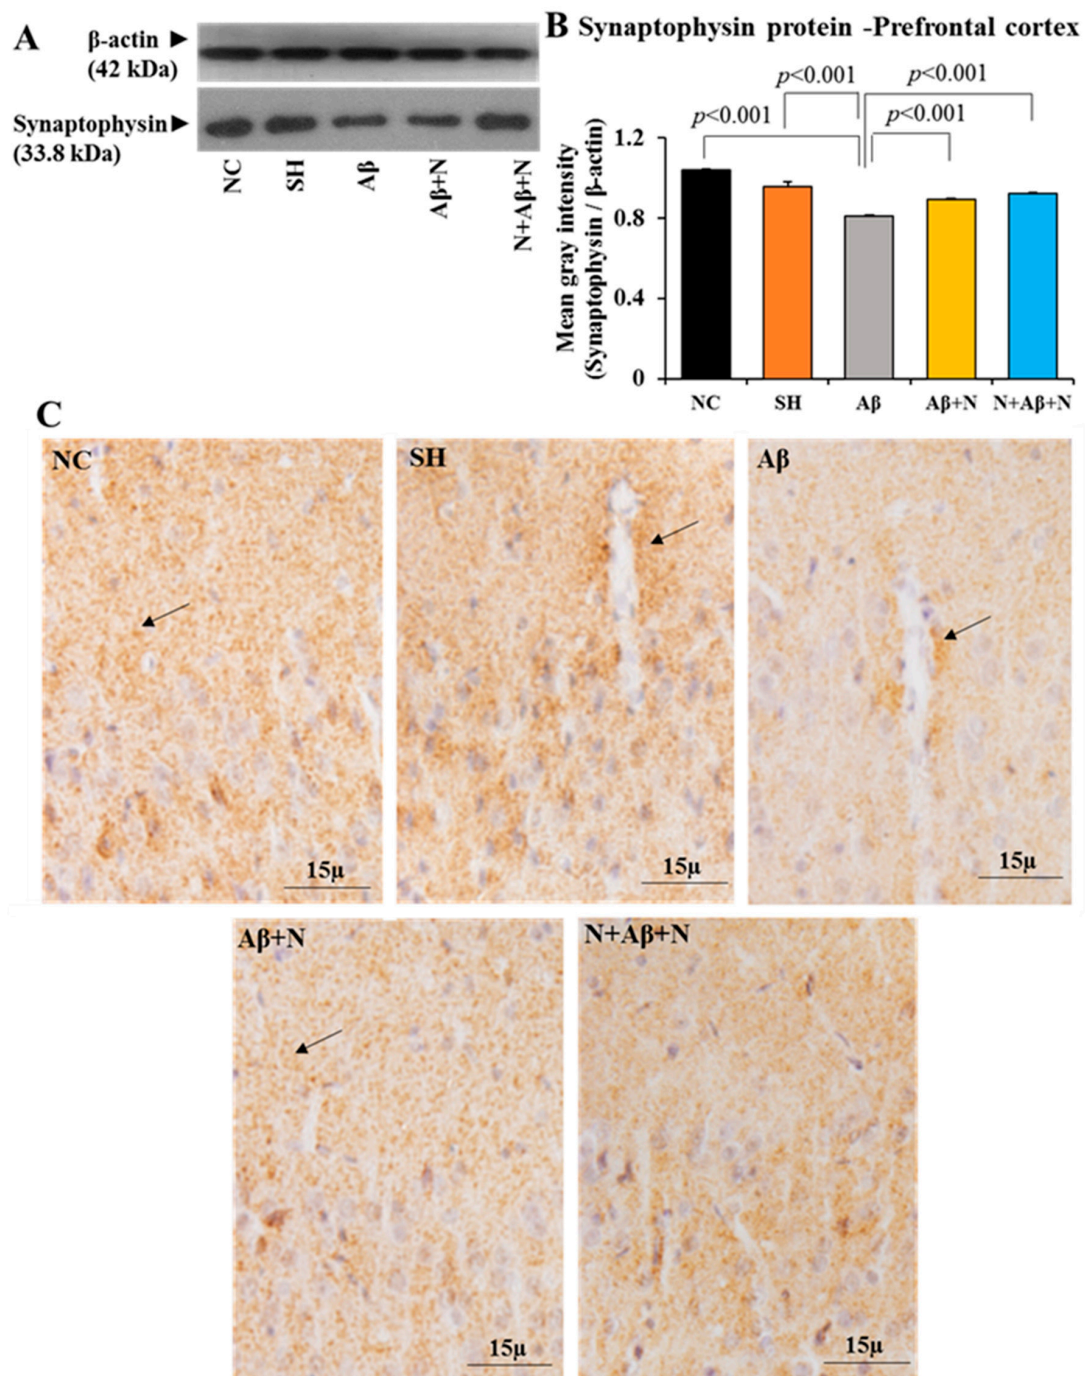 A
β-actin
(42 kDa)
Synaptophysin
(33.8 kDa)
NC
SH
Aβ
Aβ+N
N+Aβ+N
B Synaptophysin protein -Prefrontal cortex
p<0.001
p<0.001
p<0.001
p<0.001
Mean gray intensity
(Synaptophysin / β-actin)
1.2
0.8
0.4
0
NC
SH
Aβ
Aβ+N
N+Aβ+N
C
NC
15µ
SH
15µ
Aβ
15µ
Aβ+N
15µ
N+Aβ+N
15µ